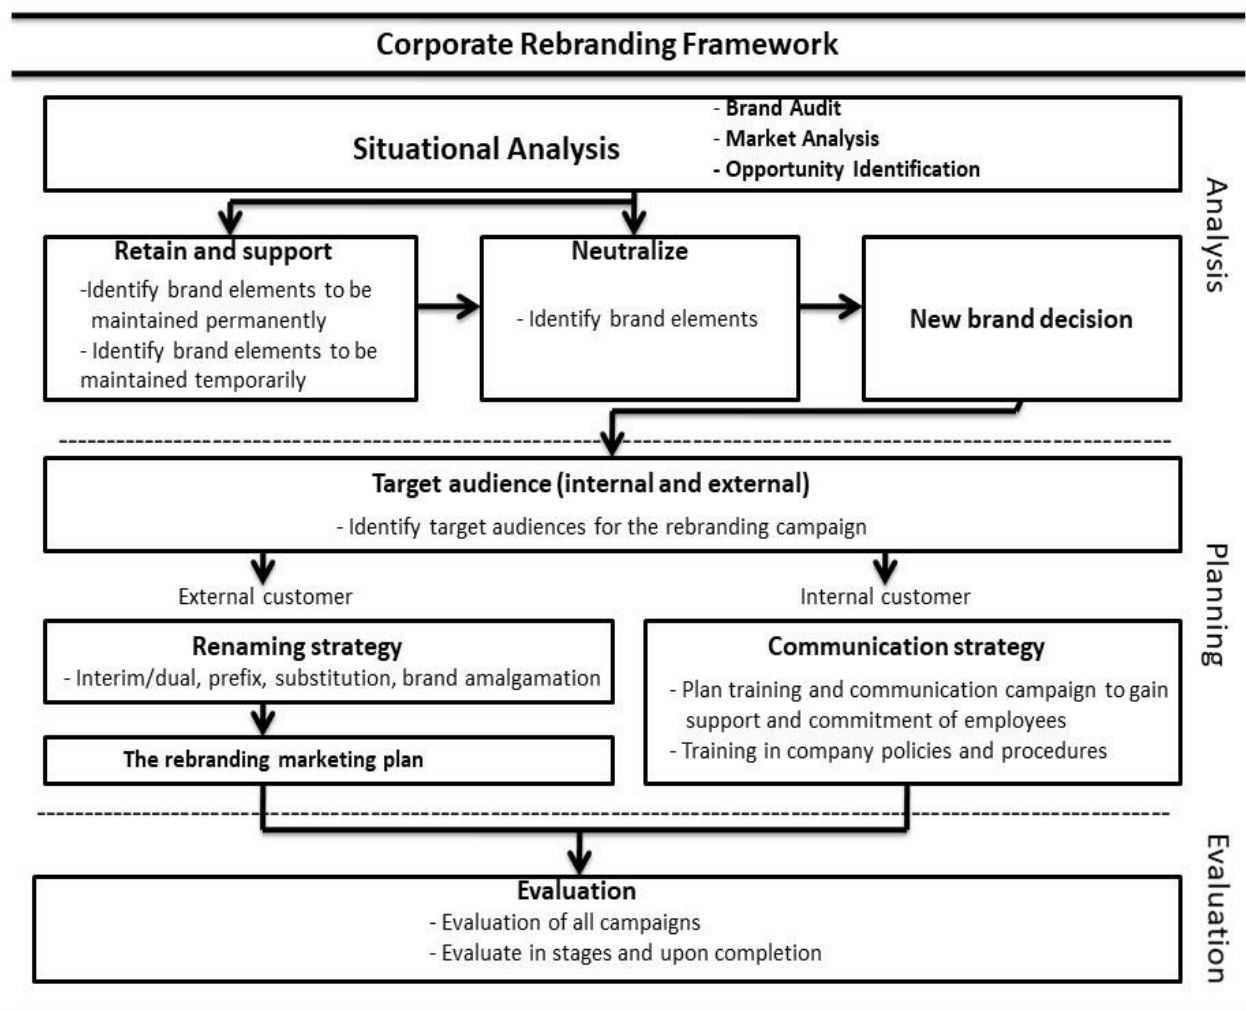 Corporate Rebranding Framework
Situational Analysis
- Brand Audit
- Market Analysis
- Opportunity Identification
Analysis
Retain and support
-Identify brand elements to be
maintained permanently
- Identify brand elements to be
maintained temporarily
Neutralize
- Identify brand elements
New brand decision
Target audience (internal and external)
- Identify target audiences for the rebranding campaign
Planning
External customer
Renaming strategy
- Interim/dual, prefix, substitution, brand amalgamation
The rebranding marketing plan
Internal customer
Communication strategy
- Plan training and communication campaign to gain
support and commitment of employees
- Training in company policies and procedures
Evaluation
- Evaluation of all campaigns
- Evaluate in stages and upon completion
Evaluation